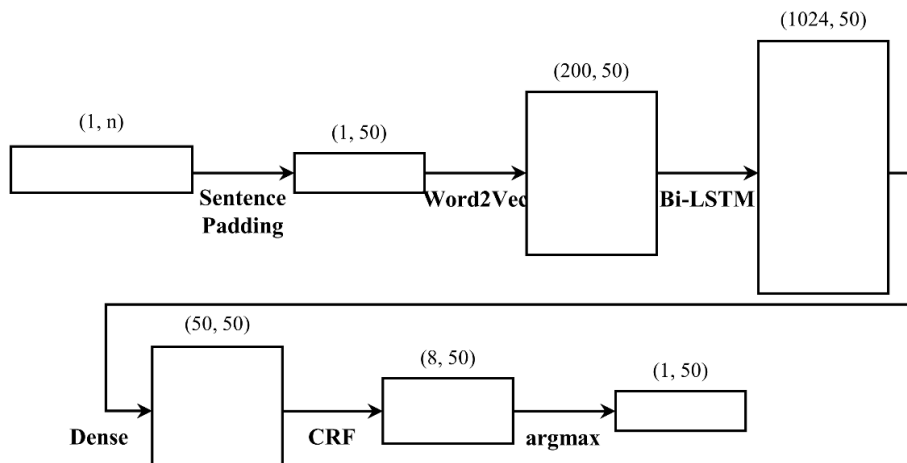 (1, n)
Sentence
Padding
(1, 50)
Word2Vec
(200, 50)
Bi-LSTM
(1024, 50)
Dense
(50, 50)
CRF
(8, 50)
argmax
(1, 50)